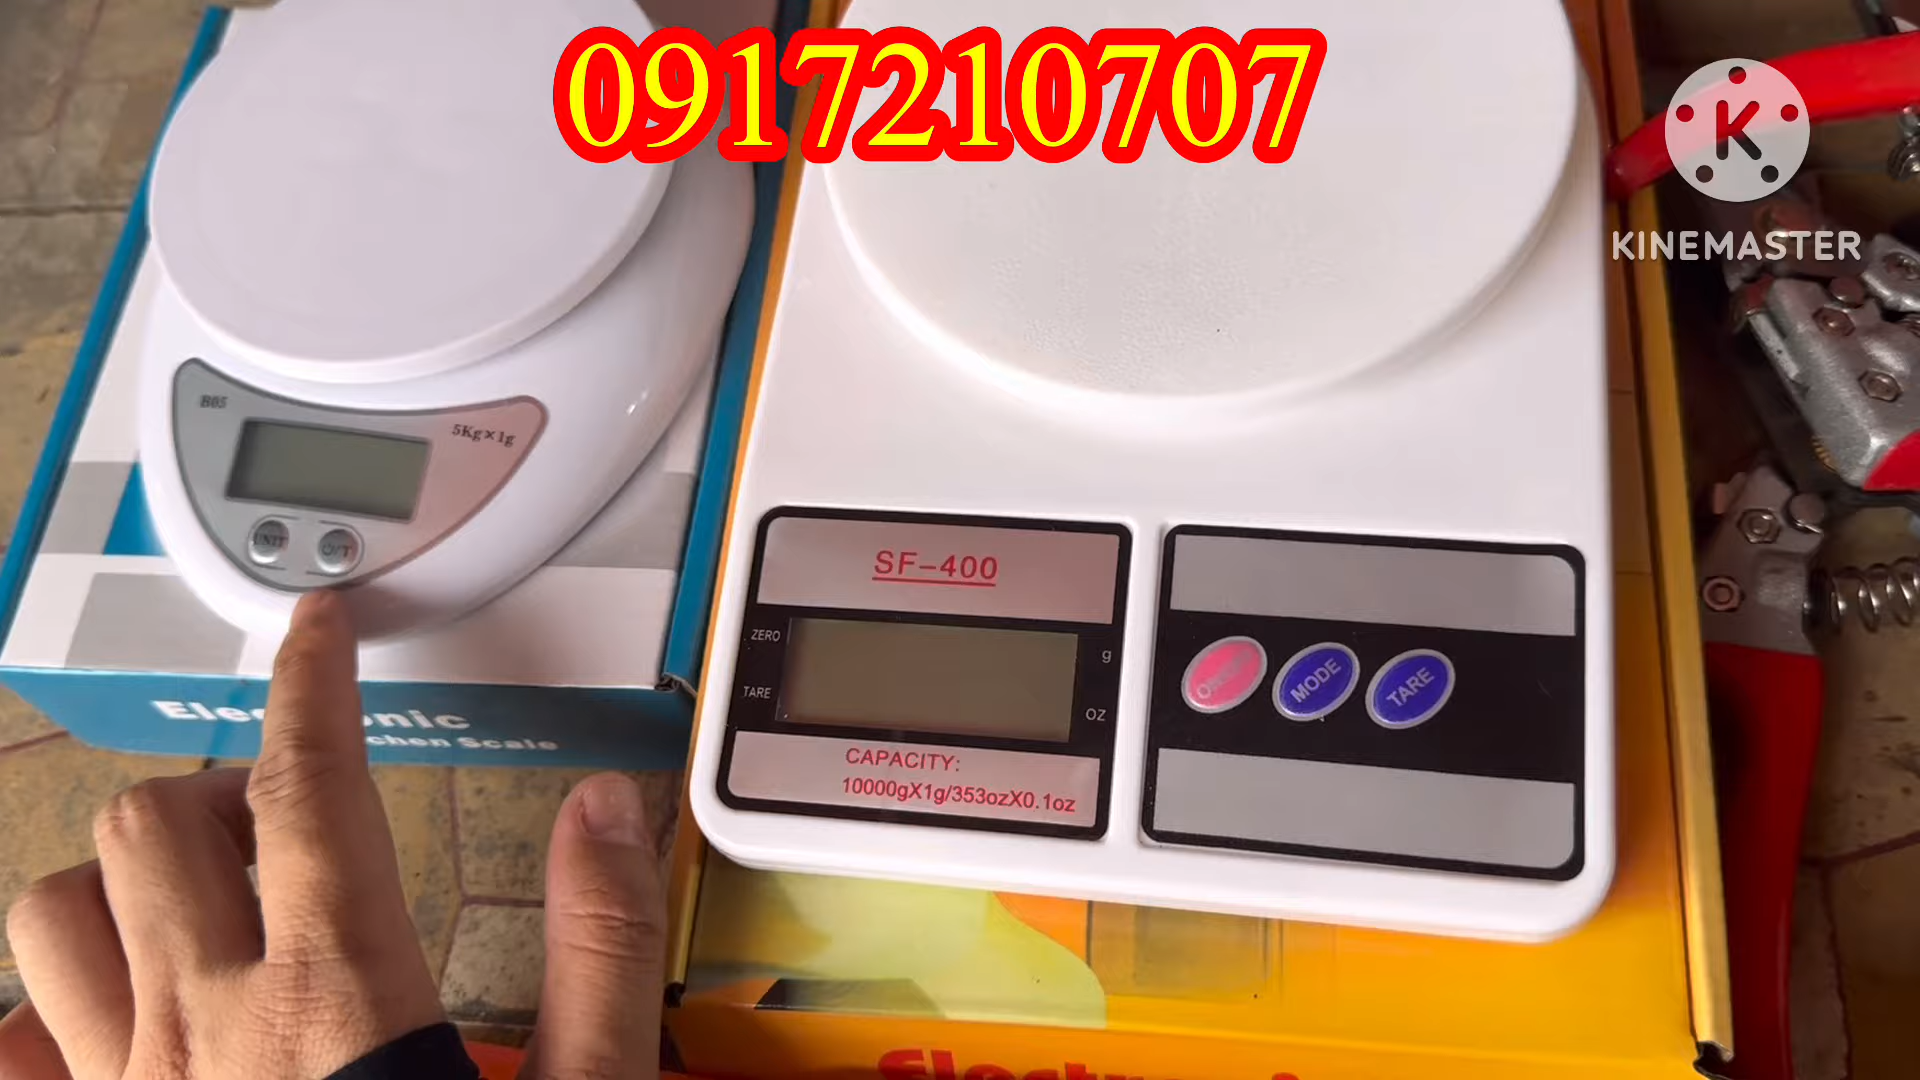 0917210707
K
KINEMASTER
B05
5Kg×1g
UNIT
SF-400
ZERO
TARE
g
OZ
CAPACITY:
10000gX1g/353ozX0.1oz
MODE
TARE